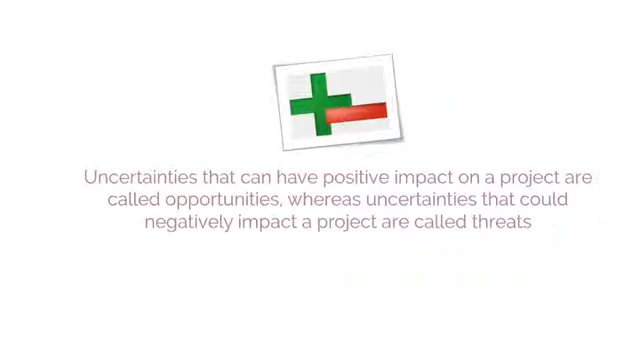 Uncertainties that can have positive impact on a project are
called opportunities, whereas uncertainties that could
negatively impact a project are called threats